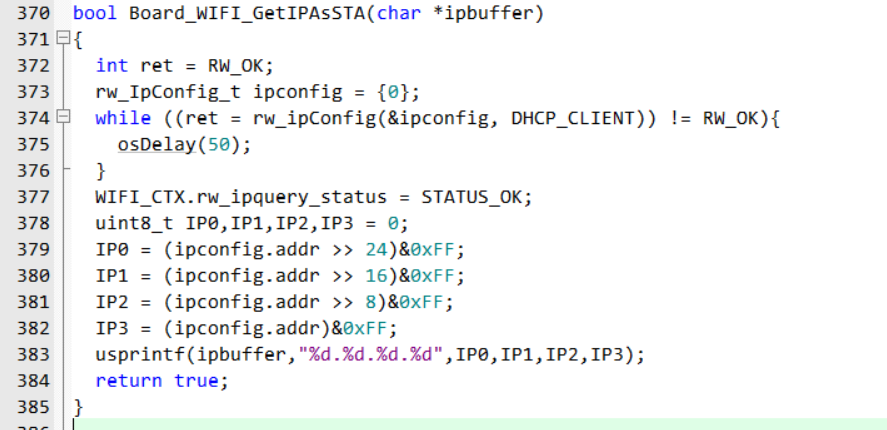 370 bool Board_WIFI_GetIPAsSTA(char *ipbuffer)
371 {
372 int ret = RW_OK;
373 rw_IpConfig_t ipconfig = {0};
374 while ((ret = rw_ipConfig(&ipconfig, DHCP_CLIENT)) != RW_OK){
375 osDelay(50);
376 }
377 WIFI_CTX.rw_ipquery_status = STATUS_OK;
378 uint8_t IP0,IP1,IP2,IP3 = 0;
379 IP0 = (ipconfig.addr >> 24)&0xFF;
380 IP1 = (ipconfig.addr >> 16)&0xFF;
381 IP2 = (ipconfig.addr >> 8)&0xFF;
382 IP3 = (ipconfig.addr)&0xFF;
383 usprintf(ipbuffer,"%d.%d.%d.%d",IP0,IP1,IP2,IP3);
384 return true;
385 }